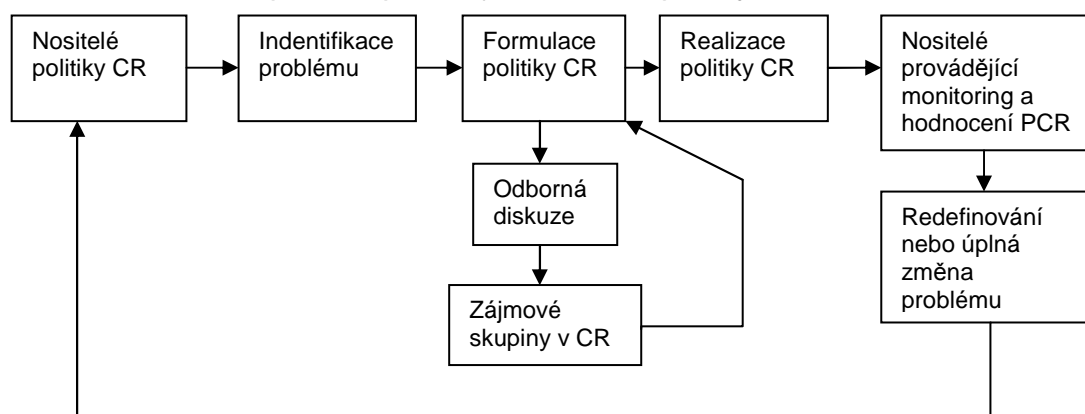 Nositelé
politiky CR
Indentifikace
problému
Formulace
politiky CR
Realizace
politiky CR
Nositelé
provádějící
monitoring a
hodnocení PCR
Odborná
diskuze
Zájmové
skupiny v CR
Redefinování
nebo úplná
změna
problému